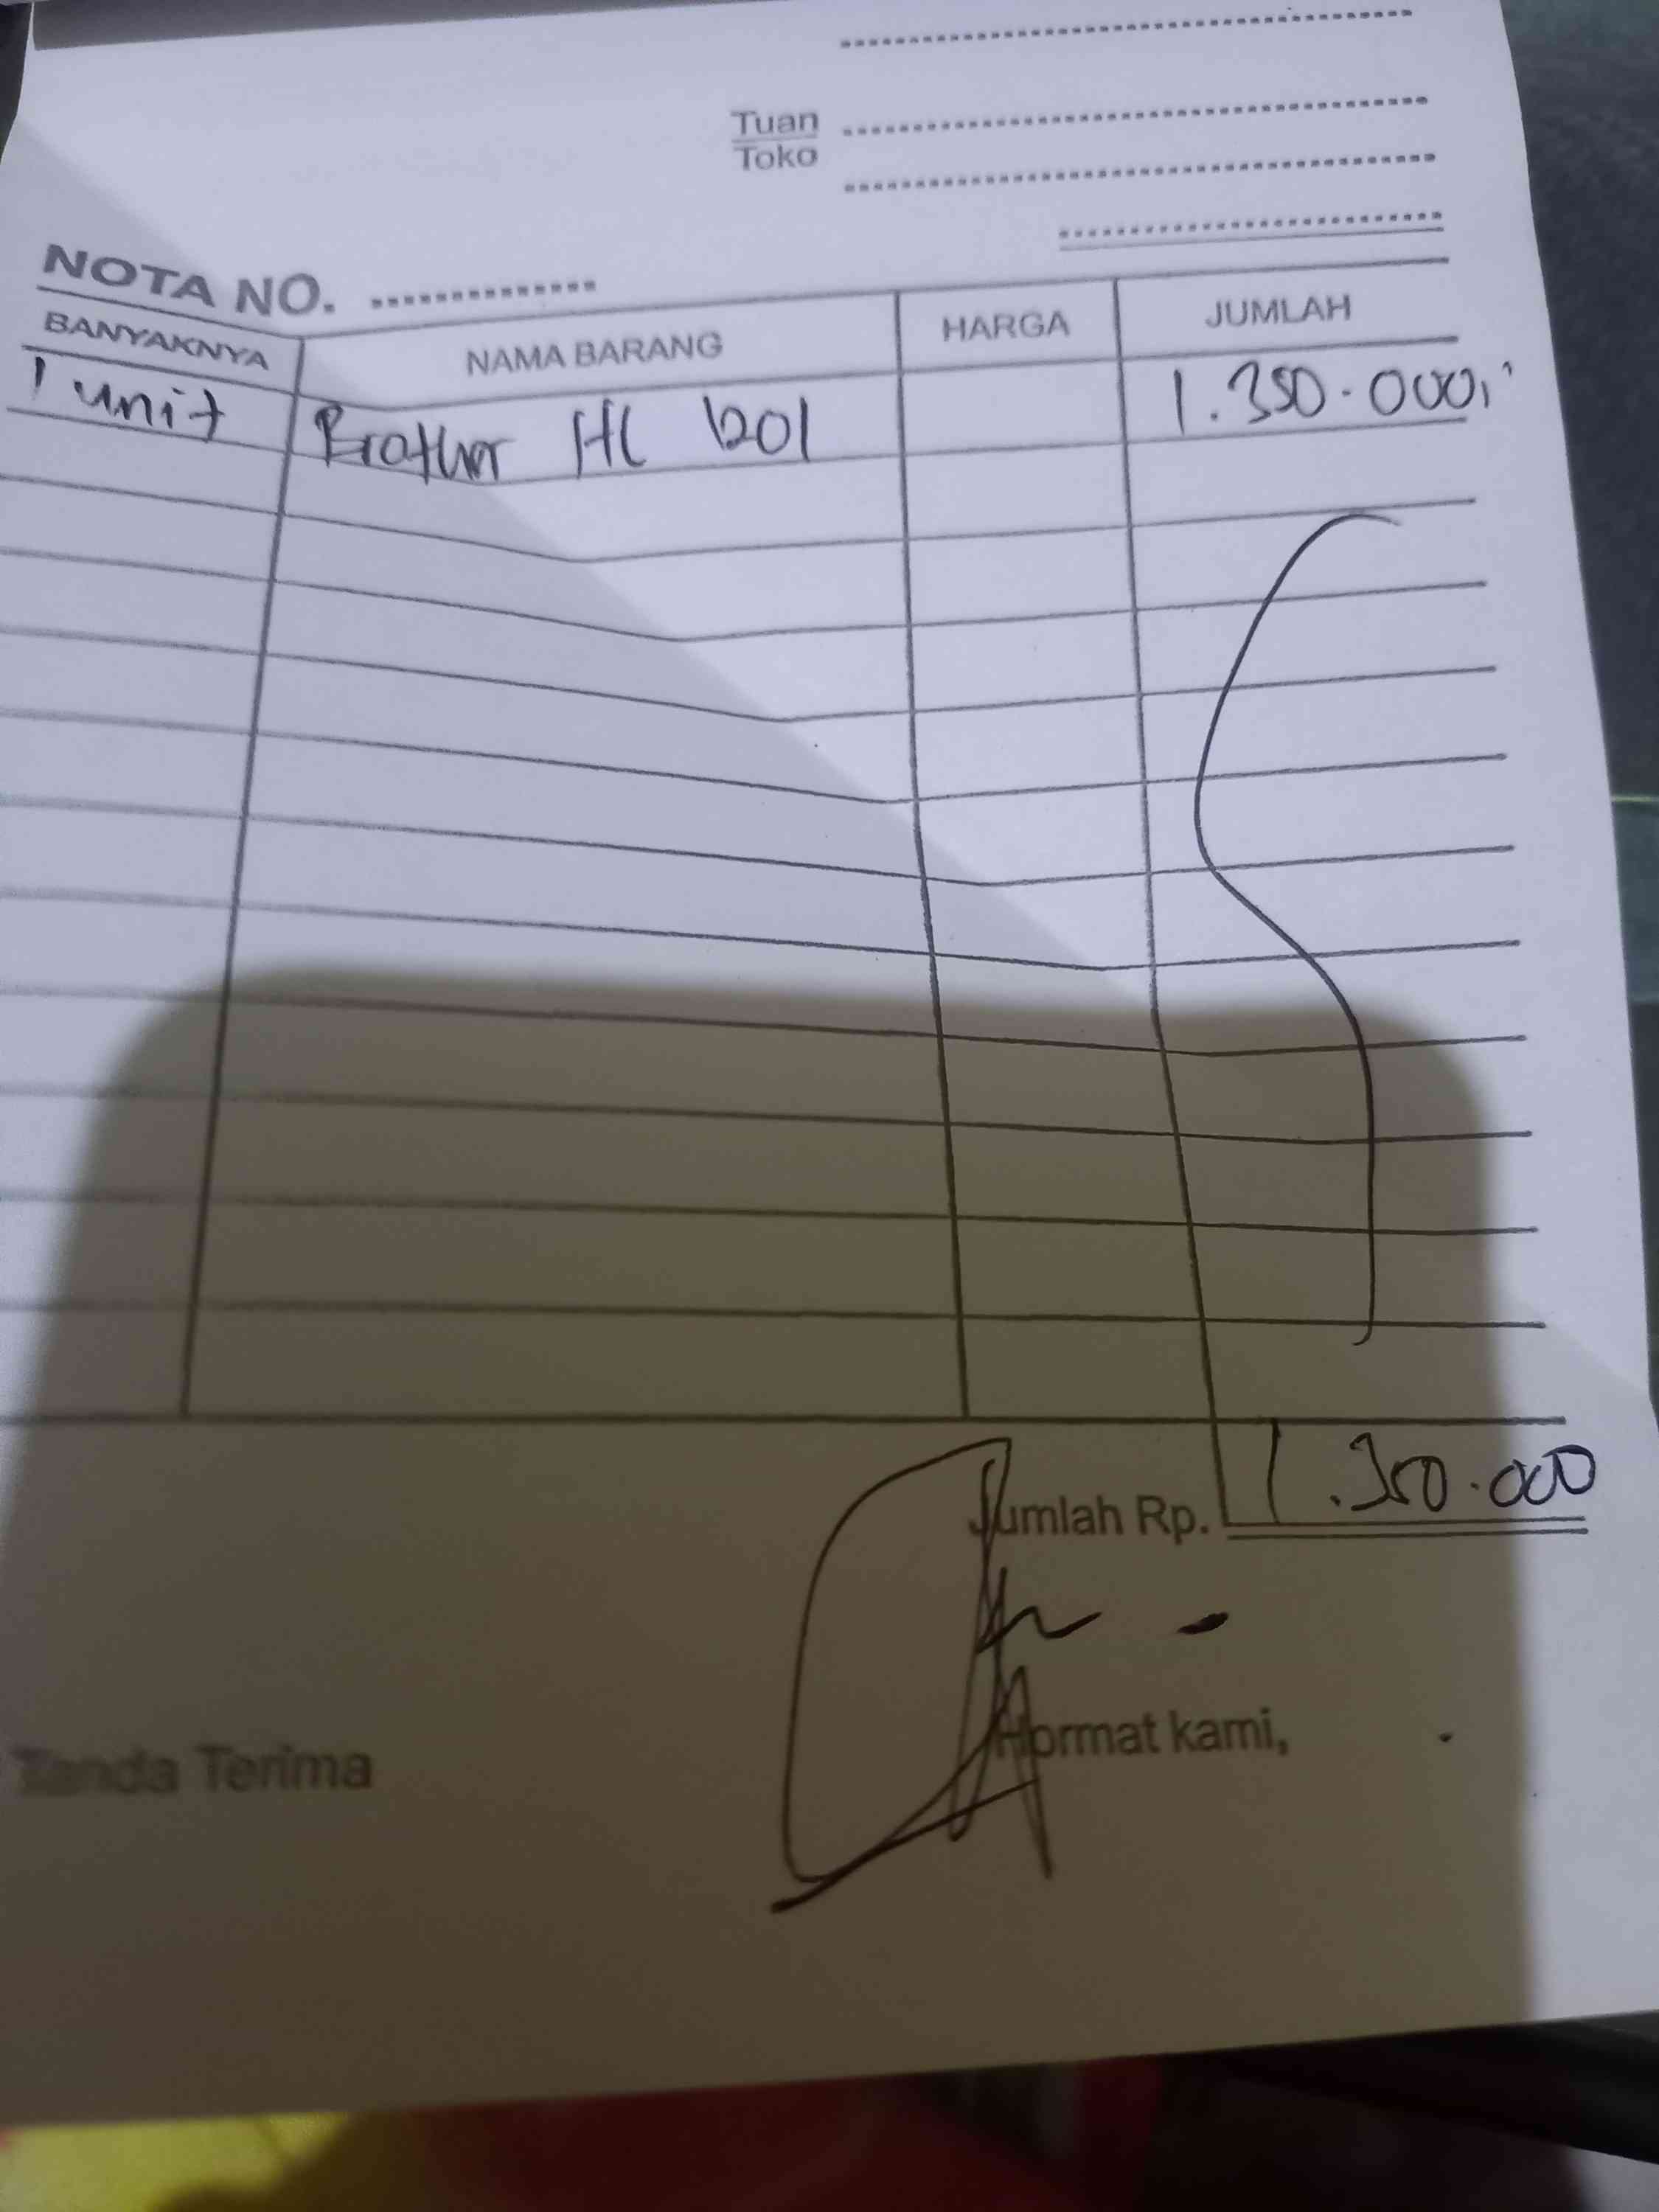 Tuan
Toko
NOTA NO.
BANYAKNYA NAMA BARANG HARGA JUMLAH
1 unit Brother HL 1201 1.350.000,-
Jumlah Rp. 1.350.000
Tanda Terima Hormat kami,